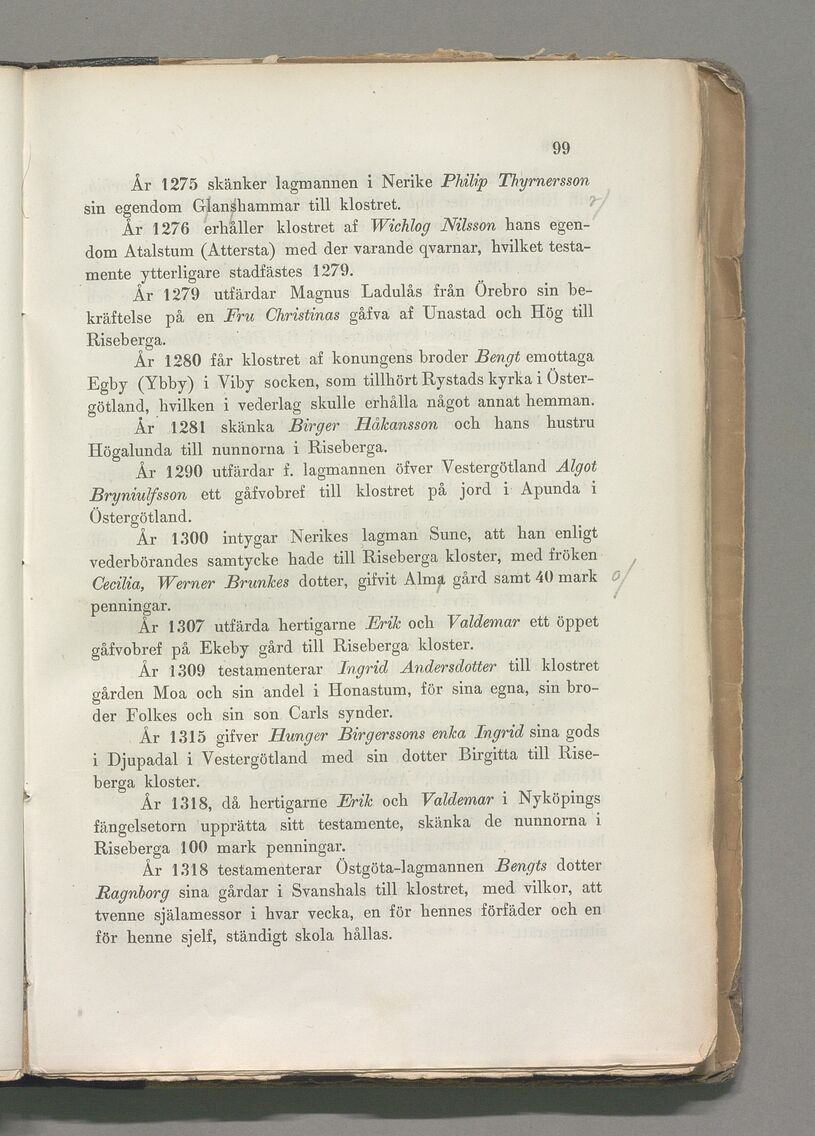 99
År 1275 skänker lagmannen i Nerike Philip Thyrnersson
sin egendom Glanshammar till klostret.
År 1276 erhåller klostret af Wichlog Nilsson hans egen-
dom Atalstum (Attersta) med der varande qvarnar, hvilket testa-
mente ytterligare stadfästes 1279.
År 1279 utfärdar Magnus Ladulås från Örebro sin be-
kräftelse på en Fru Christinas gåfva af Unastad och Hög till
Riseberga.
År 1280 får klostret af konungens broder Bengt emottaga
Egby (Ybby) i Viby socken, som tillhört Rystads kyrka i Öster-
götland, hvilken i vederlag skulle erhålla något annat hemman.
År 1281 skänka Birger Håkansson och hans hustru
Högalunda till nunnorna i Riseberga.
År 1290 utfärdar f. lagmannen öfver Vestergötland Algot
Bryniulfsson ett gåfvobref till klostret på jord i Apunda i
Östergötland.
År 1300 intygar Nerikes lagman Sune, att han enligt
vederbörandes samtycke hade till Riseberga kloster, med fröken
Cecilia, Werner Brunkes dotter, gifvit Alma gård samt 40 mark
penningar.
År 1307 utfärda hertigarne Erik och Valdemar ett öppet
gåfvobref på Ekeby gård till Riseberga kloster.
År 1309 testamenterar Ingrid Andersdotter till klostret
gården Moa och sin andel i Honastum, för sina egna, sin bro-
der Folkes och sin son Carls synder.
År 1315 gifver Hunger Birgerssons enka Ingrid sina gods
i Djupadal i Vestergötland med sin dotter Birgitta till Rise-
berga kloster.
År 1318, då hertigarne Erik och Valdemar i Nyköpings
fängelsetorn upprätta sitt testamente, skänka de nunnorna i
Riseberga 100 mark penningar.
År 1318 testamenterar Östgöta-lagmannen Bengts dotter
Ragnborg sina gårdar i Svanshals till klostret, med vilkor, att
tvenne själamessor i hvar vecka, en för hennes förfäder och en
för henne sjelf, ständigt skola hållas.